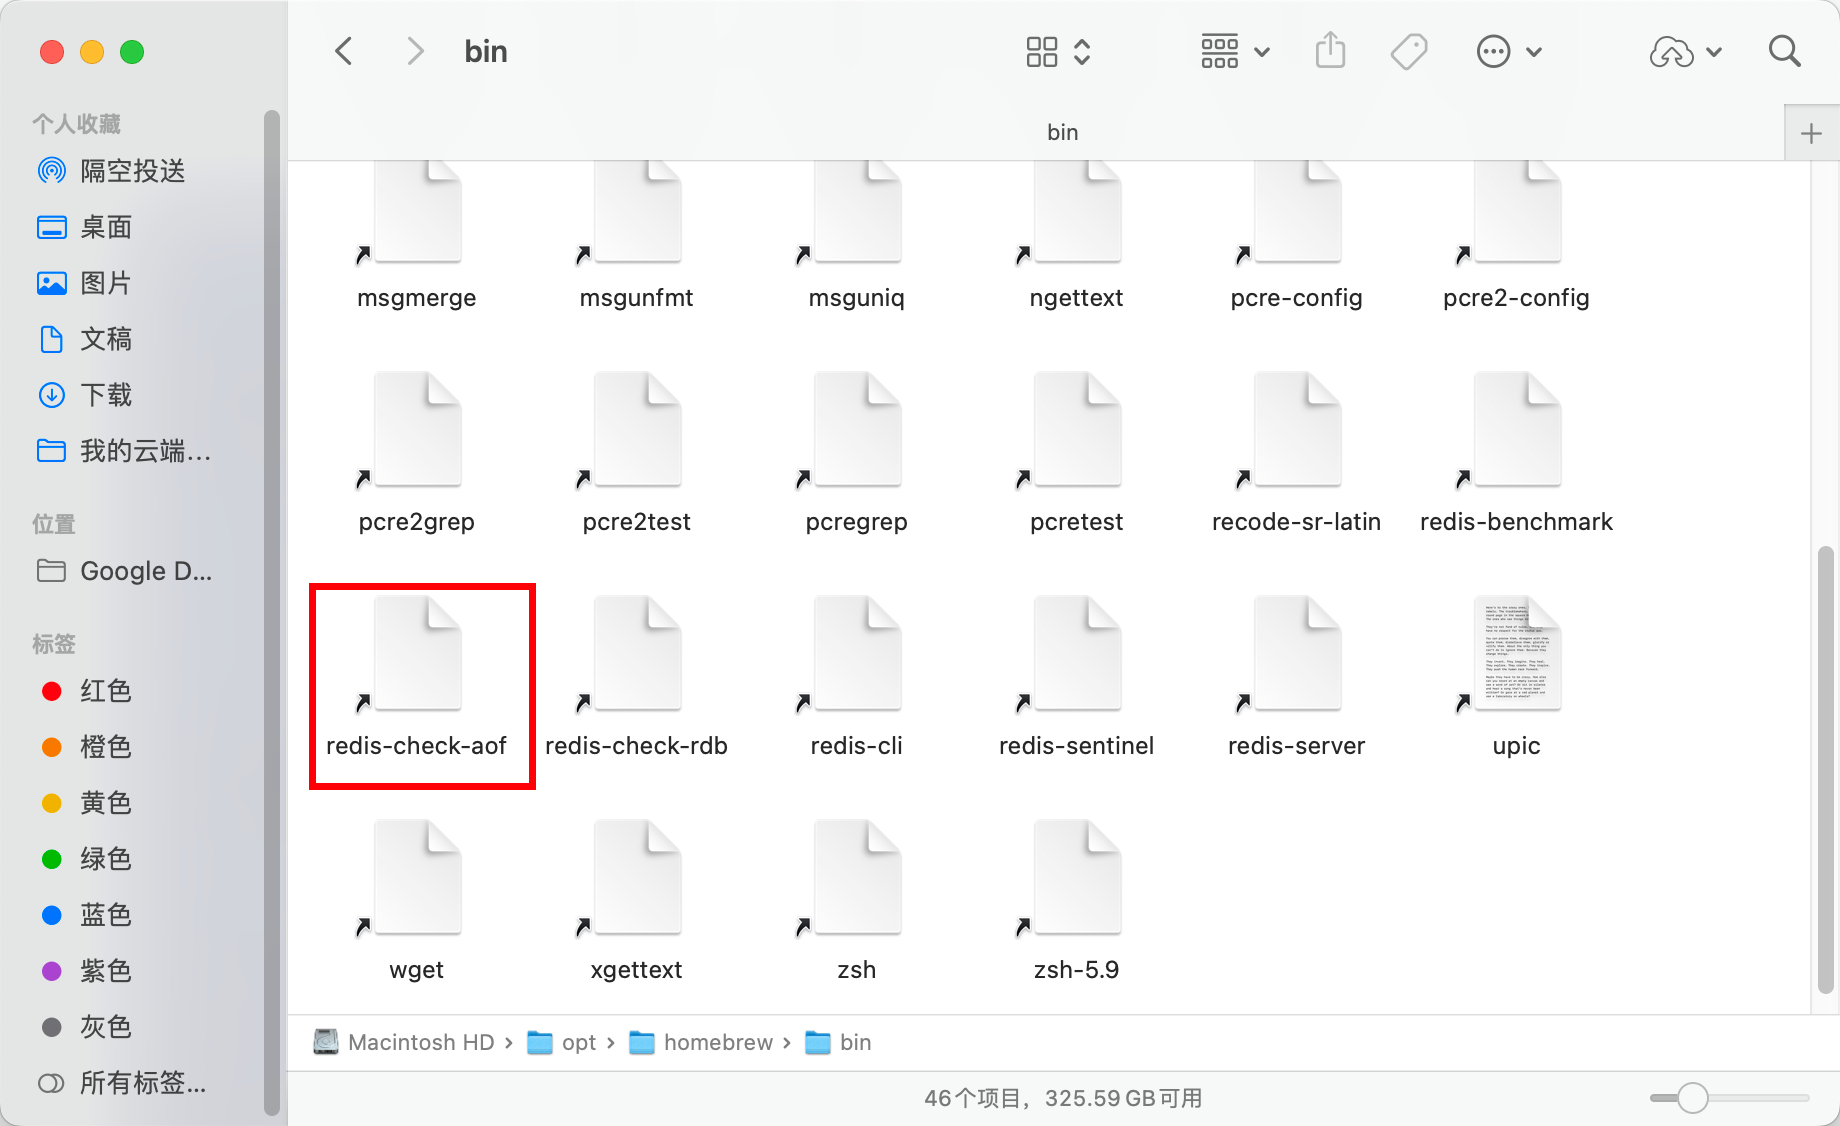 bin
个人收藏
隔空投送
桌面
图片
文稿
下载
我的云端...
位置
Google D...
标签
红色
橙色
黄色
绿色
蓝色
紫色
灰色
所有标签...
bin
msgmerge
msgunfmt
msguniq
ngettext
pcre-config
pcre2-config
pcre2grep
pcre2test
pcregrep
pcretest
recode-sr-latin
redis-benchmark
redis-check-aof
redis-check-rdb
redis-cli
redis-sentinel
redis-server
upic
wget
xgettext
zsh
zsh-5.9
Macintosh HD › opt › homebrew › bin
46个项目，325.59 GB可用